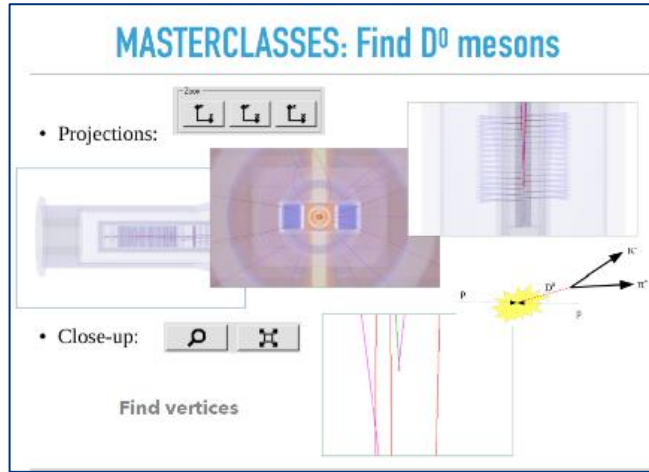 MASTERCLASSES: Find D⁰ mesons
Zoom
• Projections:
K⁻
D⁰
π⁺
P
p
• Close-up:
Find vertices